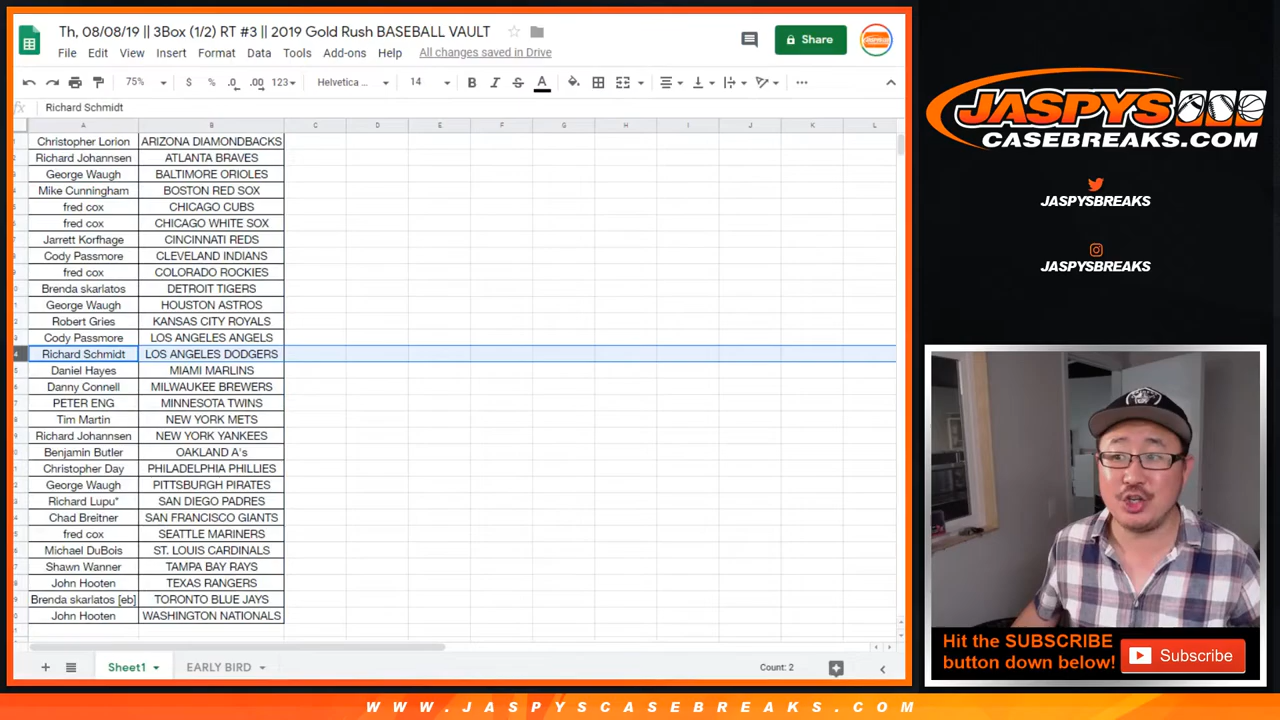 Th, 08/08/19 || 3Box (1/2) RT #3 || 2019 Gold Rush BASEBALL VAULT
File Edit View Insert Format Data Tools Add-ons Help All changes saved in Drive
Share
75% $ % .0 .00 123 Helvetica ... 14 B I S A
fx Richard Schmidt
A B C D E F G H I J K L
Christopher Lorion ARIZONA DIAMONDBACKS
Richard Johannsen ATLANTA BRAVES
George Waugh BALTIMORE ORIOLES
Mike Cunningham BOSTON RED SOX
fred cox CHICAGO CUBS
fred cox CHICAGO WHITE SOX
Jarrett Korfhage CINCINNATI REDS
Cody Passmore CLEVELAND INDIANS
fred cox COLORADO ROCKIES
Brenda skarlatos DETROIT TIGERS
George Waugh HOUSTON ASTROS
Robert Gries KANSAS CITY ROYALS
Cody Passmore LOS ANGELES ANGELS
Richard Schmidt LOS ANGELES DODGERS
Daniel Hayes MIAMI MARLINS
Danny Connell MILWAUKEE BREWERS
PETER ENG MINNESOTA TWINS
Tim Martin NEW YORK METS
Richard Johannsen NEW YORK YANKEES
Benjamin Butler OAKLAND A's
Christopher Day PHILADELPHIA PHILLIES
George Waugh PITTSBURGH PIRATES
Richard Lupu* SAN DIEGO PADRES
Chad Breitner SAN FRANCISCO GIANTS
fred cox SEATTLE MARINERS
Michael DuBois ST. LOUIS CARDINALS
Shawn Wanner TAMPA BAY RAYS
John Hooten TEXAS RANGERS
Brenda skarlatos [eb] TORONTO BLUE JAYS
John Hooten WASHINGTON NATIONALS
Sheet1 EARLY BIRD Count: 2
JASPYS
CASEBREAKS.COM
JASPYSBREAKS
JASPYSBREAKS
Hit the SUBSCRIBE
button down below!
Subscribe
WWW.JASPYSCASEBREAKS.COM